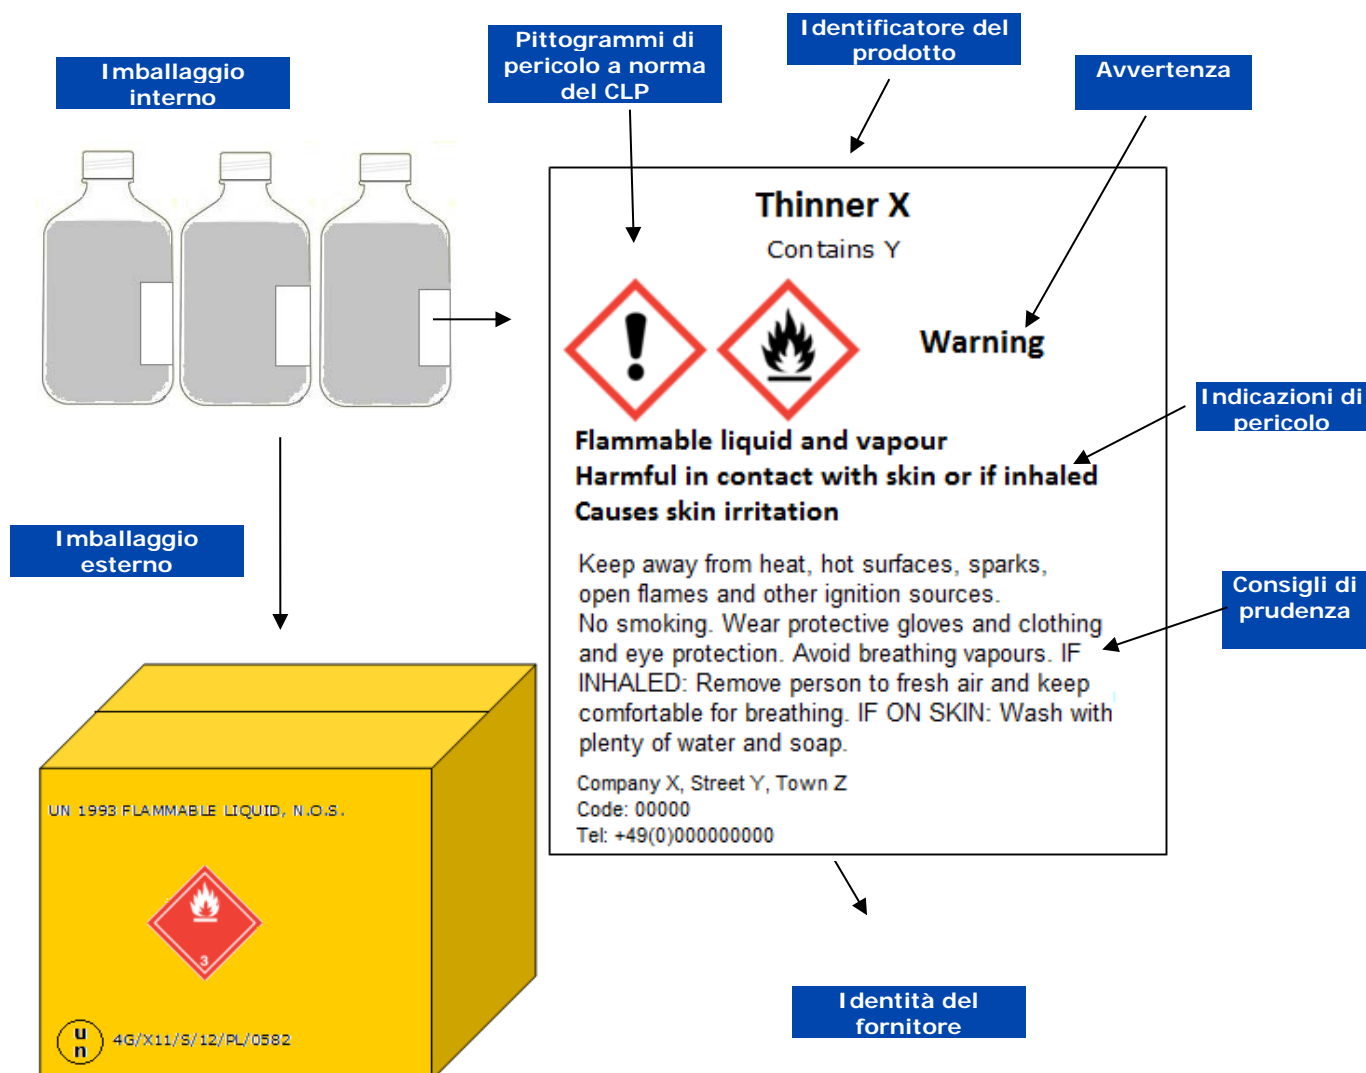 Imballaggio
interno
Pittogrammi di
pericolo a norma
del CLP
Identificatore del
prodotto
Avvertenza
Thinner X
Contains Y
Warning
Indicazioni di
pericolo
Flammable liquid and vapour
Harmful in contact with skin or if inhaled
Causes skin irritation
Imballaggio
esterno
Keep away from heat, hot surfaces, sparks,
open flames and other ignition sources.
No smoking. Wear protective gloves and clothing
and eye protection. Avoid breathing vapours. IF
INHALED: Remove person to fresh air and keep
comfortable for breathing. IF ON SKIN: Wash with
plenty of water and soap.
Consigli di
prudenza
Company X, Street Y, Town Z
Code: 00000
Tel: +49(0)000000000
UN 1993 FLAMMABLE LIQUID, N.O.S.
3
u
n
4G/X11/S/12/PL/0582
Identità del
fornitore